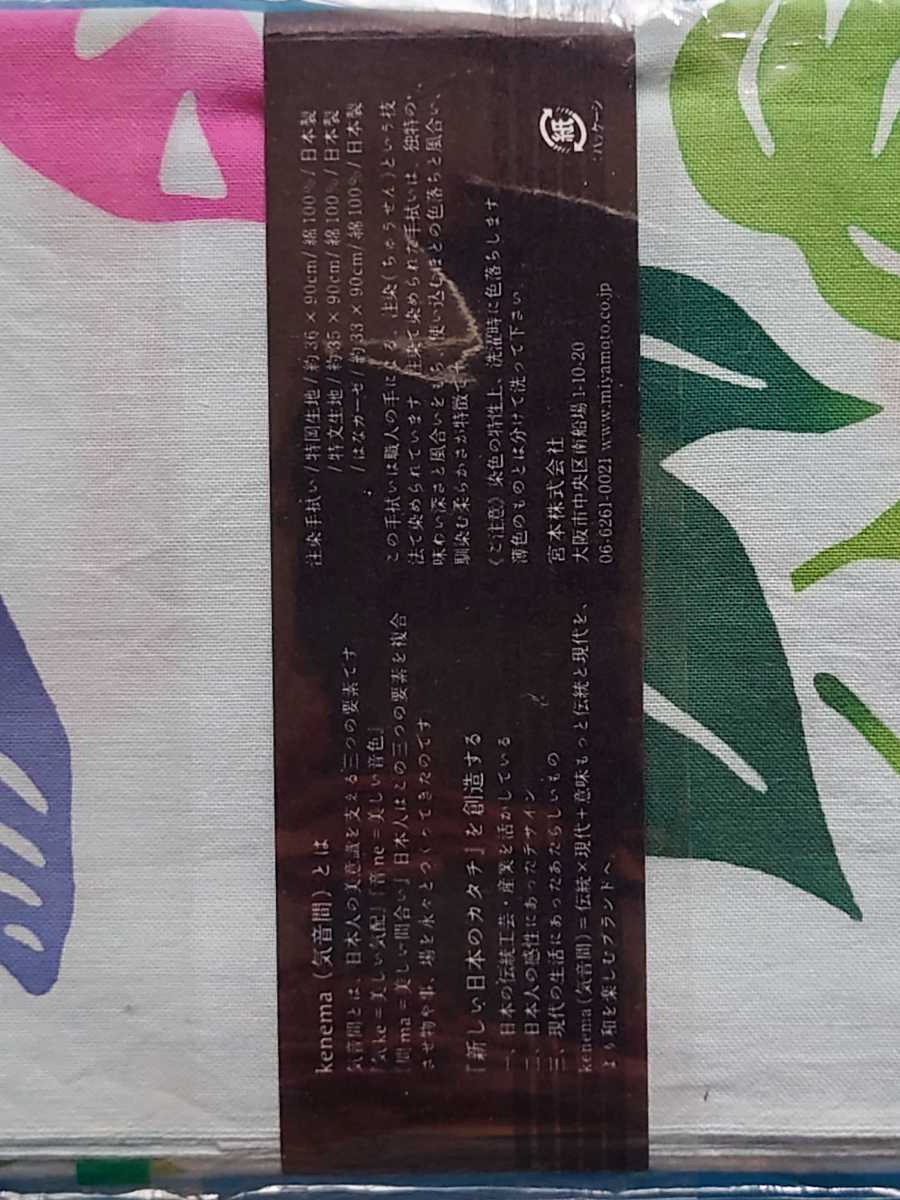 kenema（気音間）とは
気音間とは、日本人の美意識を支える三つの要素です
「気ke＝美しい気配」「音ne＝美しい音色」
「間ma＝美しい間合い」日本人はこの三つの要素を複合
させ物や事、場を永々とつくってきたのです
「新しい日本のカタチ」を創造する
一、日本の伝統工芸・産業を活かしている
二、日本人の感性にあったデザイン
三、現代の生活にあったあたらしいもの
kenema（気音間）＝伝統×現代＋意味もっと伝統と現代を、
より和を楽しむブランドへ。
注染手拭い/特岡生地/約36×90cm/綿100%/日本製
/特文生地/約35×90cm/綿100%/日本製
/はなガーゼ/約33×90cm/綿100%/日本製
この手拭いは職人の手による、注染(ちゅうせん)という技
法で染められています。注染で染められた手拭いは、独特の
味わい深さと風合いをもち、使い込むほどの色落ちと風合い、
馴染む柔らかさが特徴です。
《ご注意》染色の特性上、洗濯時に色落ちします
薄色のものとは分けて洗って下さい。
宮本株式会社
大阪市中央区南船場1-10-20
06-6261-0021 www.miyamoto.co.jp
紙
:パッケージ